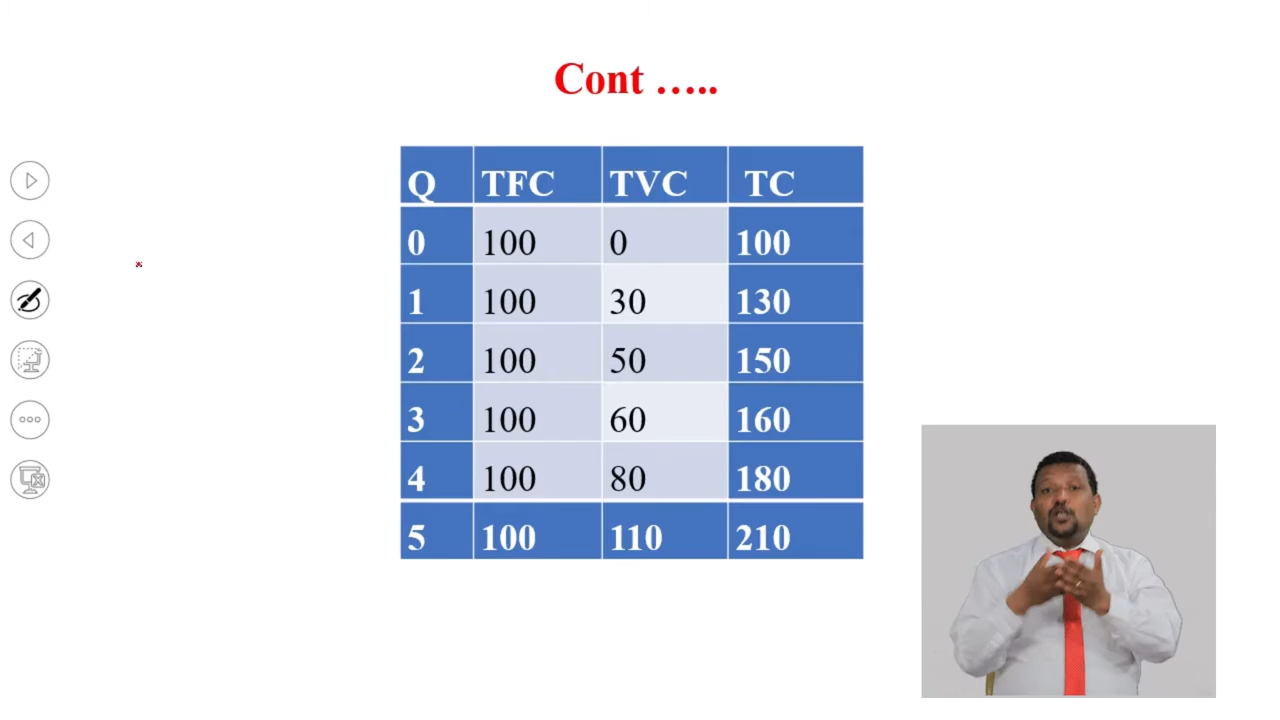 Cont …..
Q TFC TVC TC
0 100 0 100
1 100 30 130
2 100 50 150
3 100 60 160
4 100 80 180
5 100 110 210